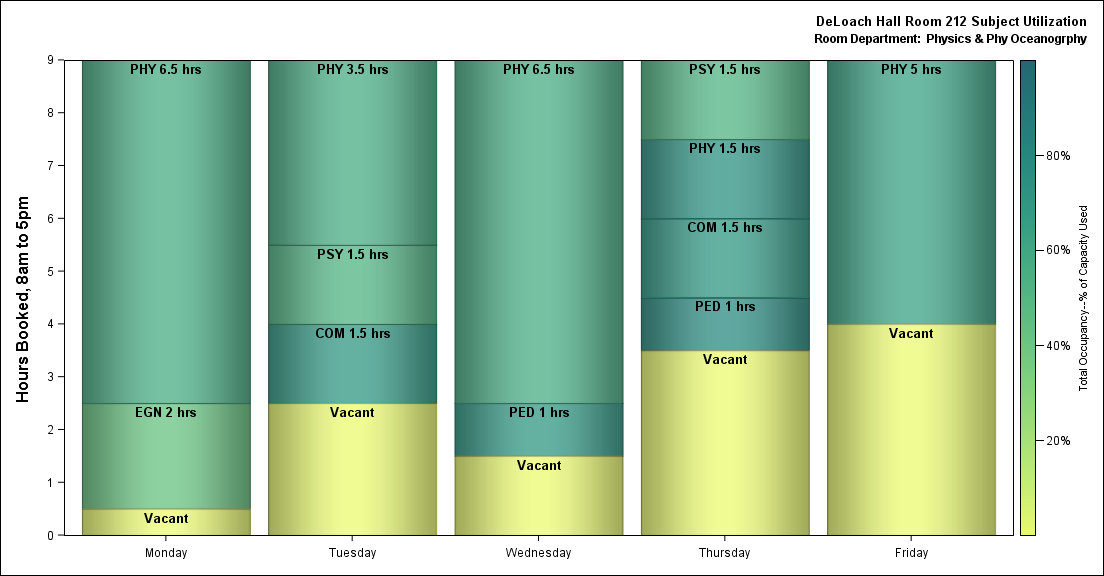 DeLoach Hall Room 212 Subject Utilization
Room Department: Physics & Phy Oceanogrphy
Hours Booked, 8am to 5pm
9
8
7
6
5
4
3
2
1
0
PHY 6.5 hrs
EGN 2 hrs
Vacant
PHY 3.5 hrs
PSY 1.5 hrs
COM 1.5 hrs
Vacant
PHY 6.5 hrs
PED 1 hrs
Vacant
PSY 1.5 hrs
PHY 1.5 hrs
COM 1.5 hrs
PED 1 hrs
Vacant
PHY 5 hrs
Vacant
Monday
Tuesday
Wednesday
Thursday
Friday
80%
60%
40%
20%
Total Occupancy--% of Capacity Used